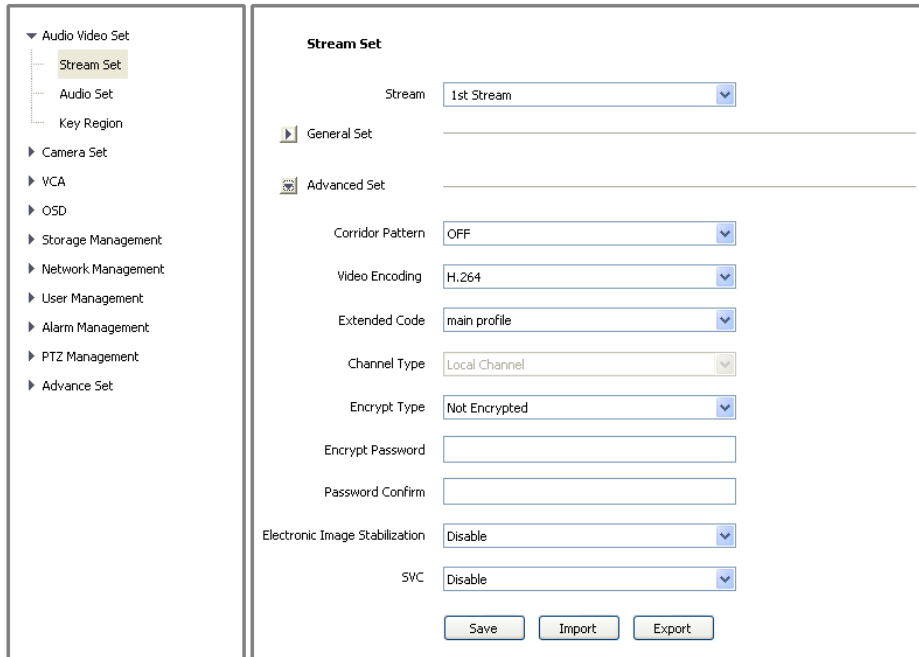 Audio Video Set
Stream Set
Audio Set
Key Region
Camera Set
VCA
OSD
Storage Management
Network Management
User Management
Alarm Management
PTZ Management
Advance Set
Stream Set
Stream 1st Stream
General Set
Advanced Set
Corridor Pattern OFF
Video Encoding H.264
Extended Code main profile
Channel Type Local Channel
Encrypt Type Not Encrypted
Encrypt Password
Password Confirm
Electronic Image Stabilization Disable
SVC Disable
Save Import Export